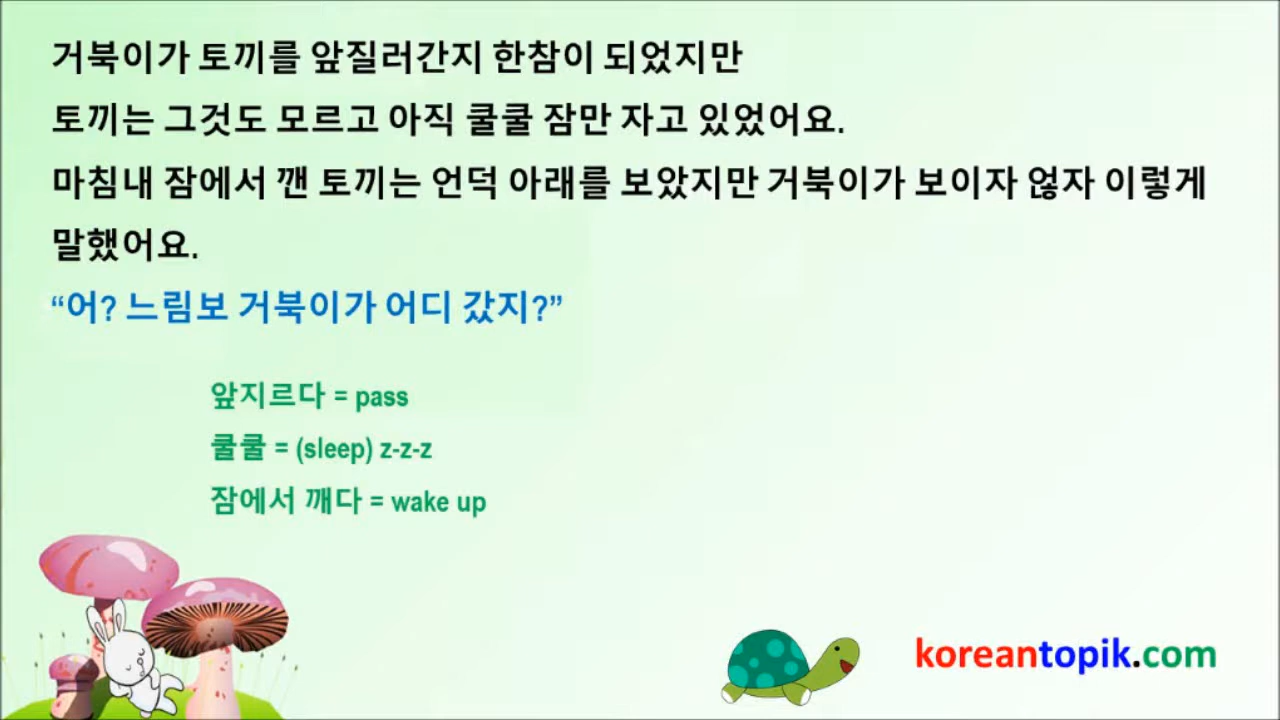 거북이가 토끼를 앞질러간지 한참이 되었지만
토끼는 그것도 모르고 아직 쿨쿨 잠만 자고 있었어요.
마침내 잠에서 깬 토끼는 언덕 아래를 보았지만 거북이가 보이자 않자 이렇게
말했어요.
“어? 느림보 거북이가 어디 갔지?”
앞지르다 = pass
쿨쿨 = (sleep) z-z-z
잠에서 깨다 = wake up
koreantopik.com